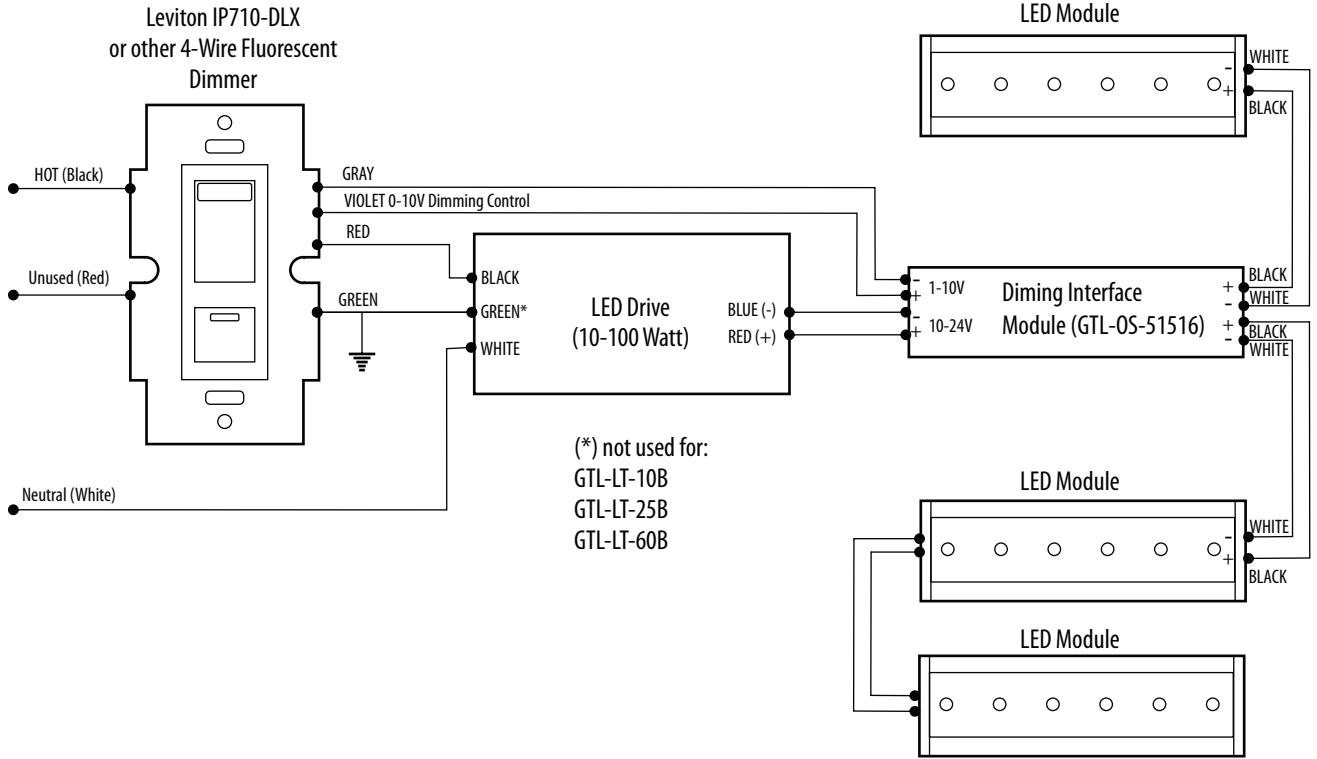 Leviton IP710-DLX
or other 4-Wire Fluorescent
Dimmer
HOT (Black)
Unused (Red)
Neutral (White)
GRAY
VIOLET 0-10V Dimming Control
RED
GREEN
BLACK
GREEN*
WHITE
LED Drive
(10-100 Watt)
BLUE (-)
RED (+)
(*) not used for:
GTL-LT-10B
GTL-LT-25B
GTL-LT-60B
-
+ 1-10V
-
+ 10-24V
Diming Interface
Module (GTL-OS-51516)
+ BLACK
- WHITE
+ BLACK
- WHITE
LED Module
- WHITE
+ BLACK
LED Module
- WHITE
+ BLACK
LED Module